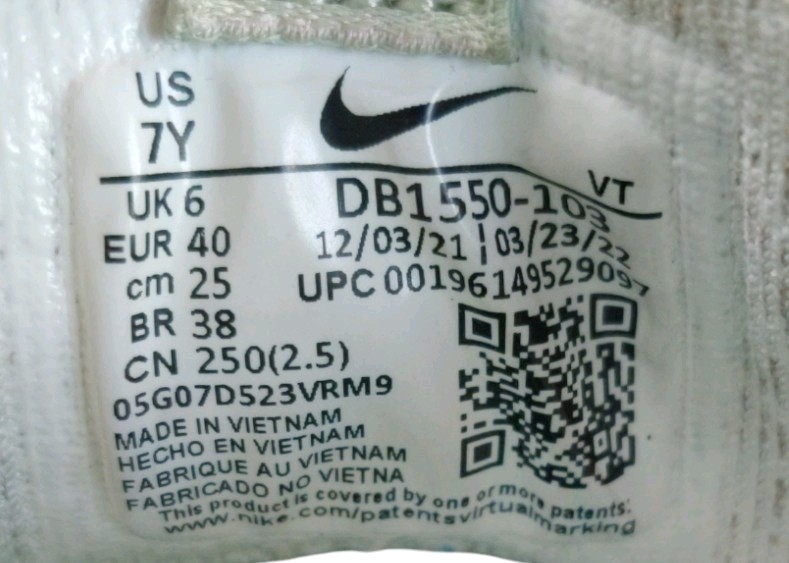 US
7Y
VT
UK 6
DB1550-103
EUR 40
12/03/21 | 03/23/22
cm 25
UPC 00196149529097
BR 38
CN 250(2.5)
05G07D523VRM9
MADE IN VIETNAM
HECHO EN VIETNAM
FABRIQUE AU VIETNAM
FABRICADO NO VIETNA
This product is covered by one or more patents:
www.nike.com/patentsvirtualmarking